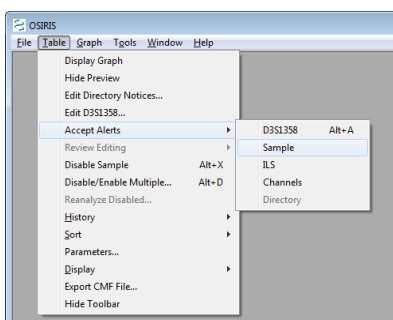 OSIRIS
File Table Graph Tools Window Help
Display Graph
Hide Preview
Edit Directory Notices...
Edit D3S1358...
Accept Alerts
Review Editing
Disable Sample Alt+X
Disable/Enable Multiple... Alt+D
Reanalyze Disabled...
History
Sort
Parameters...
Display
Export CMF File...
Hide Toolbar
D3S1358 Alt+A
Sample
ILS
Channels
Directory